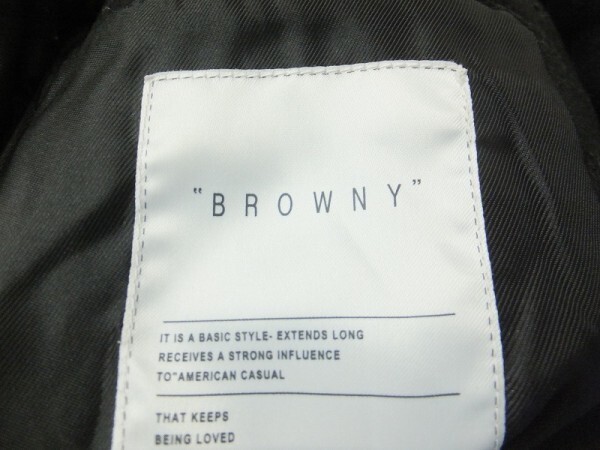 "BROWNY"
IT IS A BASIC STYLE- EXTENDS LONG
RECEIVES A STRONG INFLUENCE
TO"AMERICAN CASUAL
THAT KEEPS
BEING LOVED